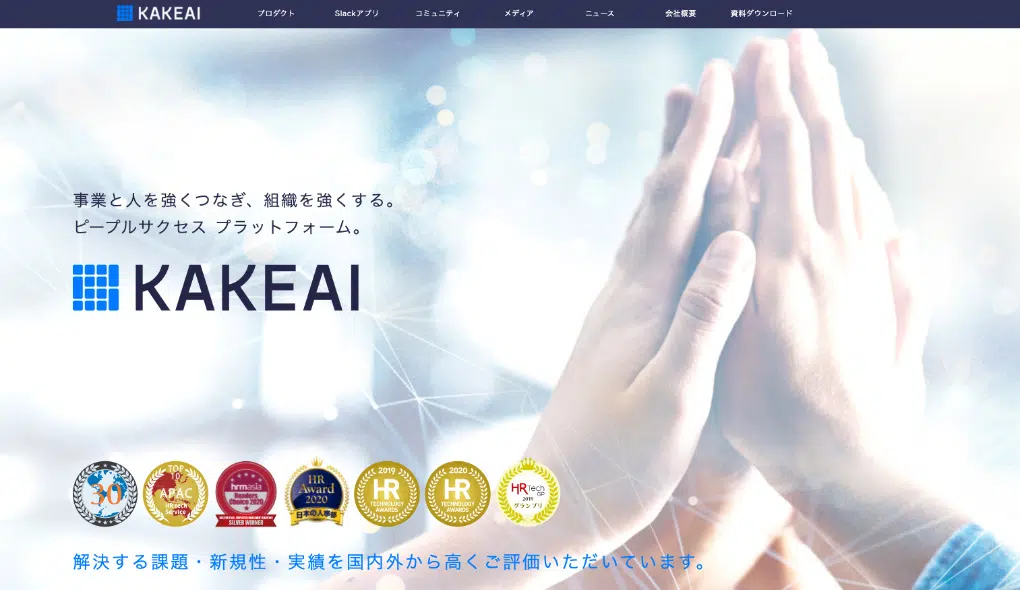 KAKEAI
プロダクト
Slackアプリ
コミュニティ
メディア
ニュース
会社概要
資料ダウンロード
事業と人を強くつなぎ、組織を強くする。
ピープルサクセス プラットフォーム。
KAKEAI
30
TOP
10
APAC
HR Tech
Service
hrmasia
Readers
Choice 2020
SILVER WINNER
HR
Award
2020
日本の人事部
2019
HR
TECHNOLOGY
AWARDS
2020
HR
TECHNOLOGY
AWARDS
HRTech
GP
2019
グランプリ
解決する課題・新規性・実績を国内外から高くご評価いただいています。